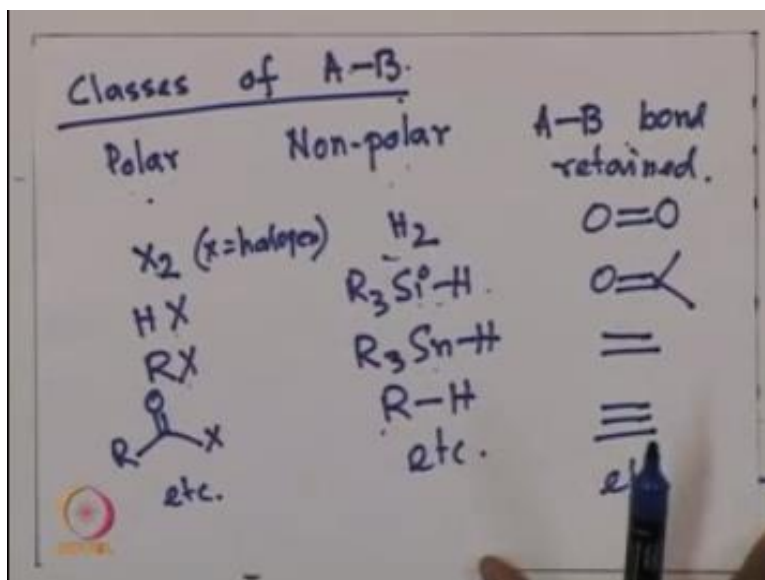 Classes of A-B.
Polar Non-polar A-B bond retained.
X2 (x=halogen) H2 O=O
HX R3Si-H O=
RX R3Sn-H
O
R X R-H
etc. etc.